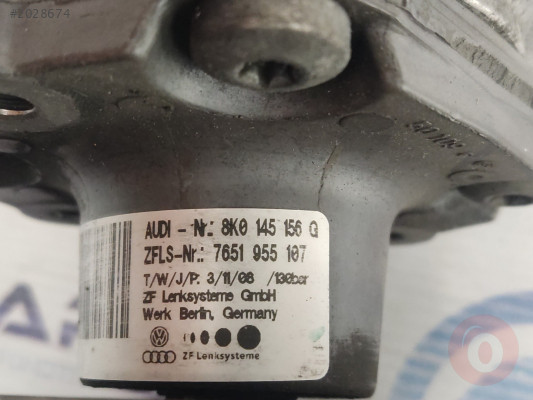 #2028674
AUDI - Nr.: 8K0 145 156 G
ZFLS-Nr.: 7651 955 107
T/W/J/P. 3/11/08 /130bar
ZF Lenksysteme GmbH
Werk Berlin, Germany
ZF Lenksysteme